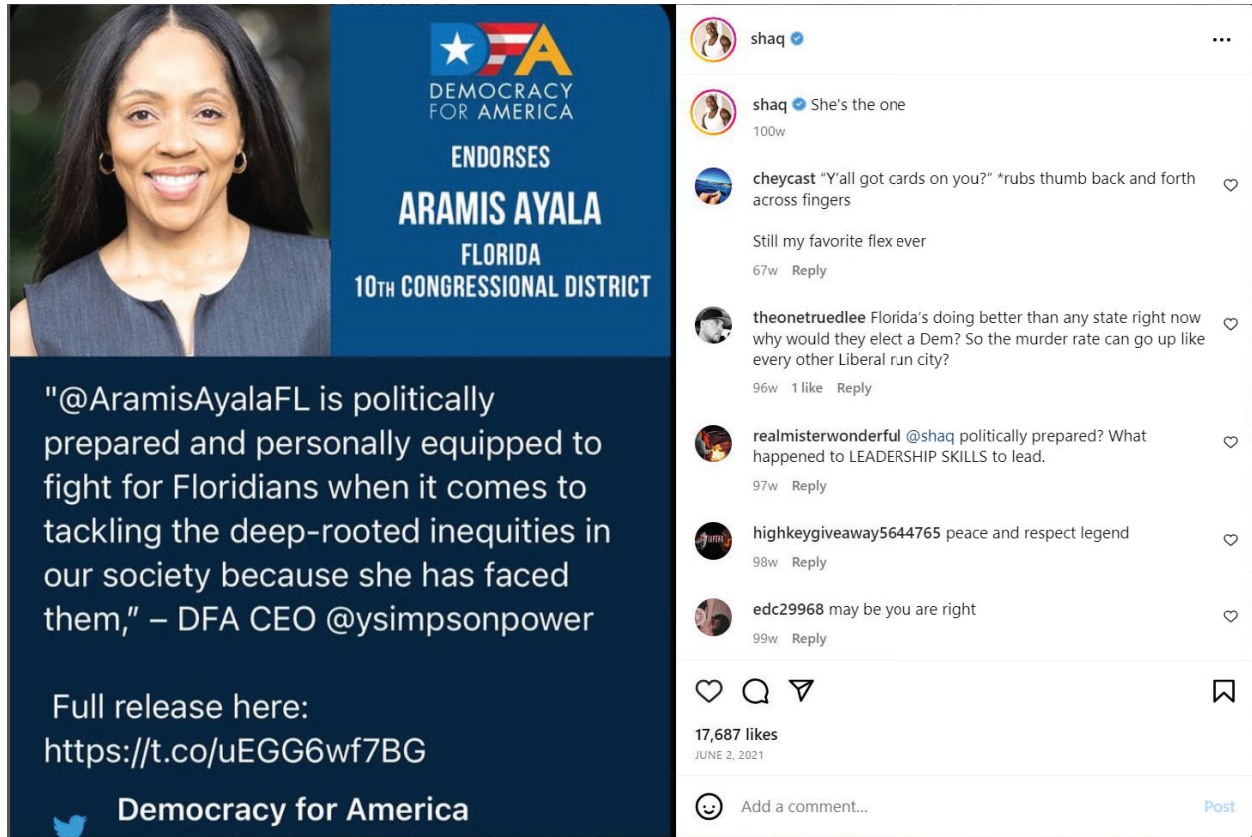 DFA
DEMOCRACY
FOR AMERICA
ENDORSES
ARAMIS AYALA
FLORIDA
10TH CONGRESSIONAL DISTRICT
"@AramisAyalaFL is politically
prepared and personally equipped to
fight for Floridians when it comes to
tackling the deep-rooted inequities in
our society because she has faced
them,” – DFA CEO @ysimpsonpower
Full release here:
https://t.co/uEGG6wf7BG
Democracy for America
shaq
shaq She's the one
100w
cheycast “Y'all got cards on you?” *rubs thumb back and forth
across fingers
Still my favorite flex ever
67w Reply
theonetruedlee Florida’s doing better than any state right now
why would they elect a Dem? So the murder rate can go up like
every other Liberal run city?
96w 1 like Reply
realmisterwonderful @shaq politically prepared? What
happened to LEADERSHIP SKILLS to lead.
97w Reply
highkeygiveaway5644765 peace and respect legend
98w Reply
edc29968 may be you are right
99w Reply
17,687 likes
JUNE 2, 2021
Add a comment...
Post